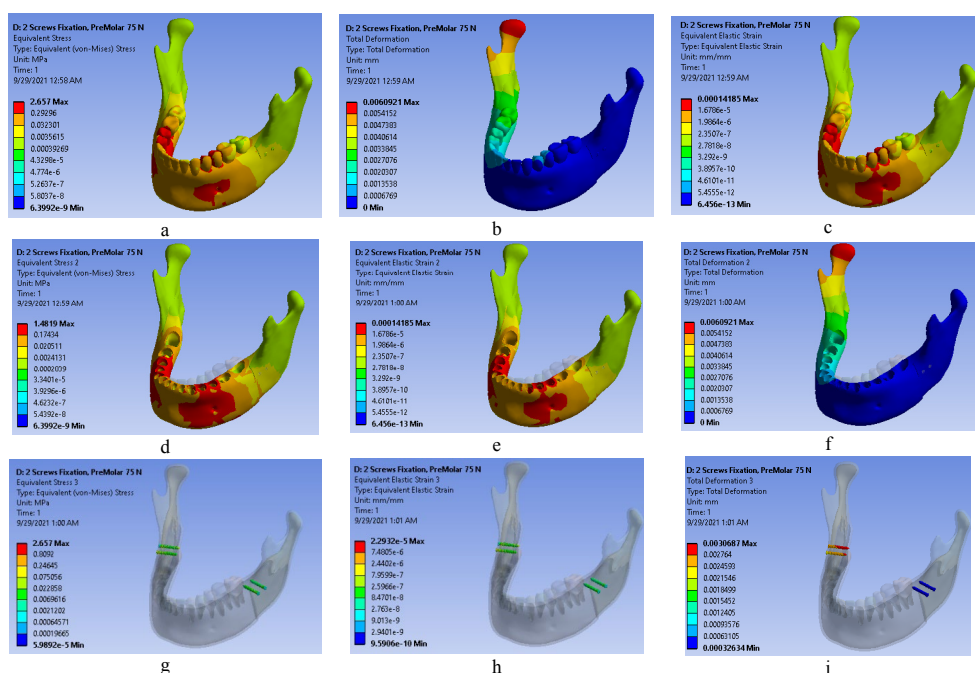 D: 2 Screws Fixation, PreMolar 75 N
Equivalent Stress
Type: Equivalent (von-Mises) Stress
Unit: MPa
Time: 1
9/29/2021 12:58 AM
2.657 Max
0.29296
0.032301
0.0035615
0.00039269
4.3298e-5
4.774e-6
5.2637e-7
5.8037e-8
6.3992e-9 Min
a
D: 2 Screws Fixation, PreMolar 75 N
Total Deformation
Type: Total Deformation
Unit: mm
Time: 1
9/29/2021 12:59 AM
0.0060921 Max
0.0054152
0.0047383
0.0040614
0.0033845
0.0027076
0.0020307
0.0013538
0.0006769
0 Min
b
D: 2 Screws Fixation, PreMolar 75 N
Equivalent Elastic Strain
Type: Equivalent Elastic Strain
Unit: mm/mm
Time: 1
9/29/2021 12:59 AM
0.00014185 Max
1.6786e-5
1.9864e-6
2.3507e-7
2.7818e-8
3.292e-9
3.8957e-10
4.6101e-11
5.4555e-12
6.456e-13 Min
c
D: 2 Screws Fixation, PreMolar 75 N
Equivalent Stress 2
Type: Equivalent (von-Mises) Stress
Unit: MPa
Time: 1
9/29/2021 12:59 AM
1.4819 Max
0.17434
0.020511
0.0024131
0.0002039
3.3401e-5
3.9296e-6
4.6232e-7
5.4392e-8
6.3992e-9 Min
d
D: 2 Screws Fixation, PreMolar 75 N
Equivalent Elastic Strain 2
Type: Equivalent Elastic Strain
Unit: mm/mm
Time: 1
9/29/2021 1:00 AM
0.00014185 Max
1.6786e-5
1.9864e-6
2.3507e-7
2.7818e-8
3.292e-9
3.8957e-10
4.6101e-11
5.4555e-12
6.456e-13 Min
e
D: 2 Screws Fixation, PreMolar 75 N
Total Deformation 2
Type: Total Deformation
Unit: mm
Time: 1
9/29/2021 1:00 AM
0.0060921 Max
0.0054152
0.0047383
0.0040614
0.0033845
0.0027076
0.0020307
0.0013538
0.0006769
0 Min
f
D: 2 Screws Fixation, PreMolar 75 N
Equivalent Stress 3
Type: Equivalent (von-Mises) Stress
Unit: MPa
Time: 1
9/29/2021 1:00 AM
2.657 Max
0.8092
0.24645
0.075056
0.022858
0.0069616
0.0021202
0.00064571
0.00019665
5.9892e-5 Min
g
D: 2 Screws Fixation, PreMolar 75 N
Equivalent Elastic Strain 3
Type: Equivalent Elastic Strain
Unit: mm/mm
Time: 1
9/29/2021 1:01 AM
2.2932e-5 Max
7.4805e-6
2.4402e-6
7.9599e-7
2.5966e-7
8.4701e-8
2.763e-8
9.013e-9
2.9401e-9
9.5906e-10 Min
h
D: 2 Screws Fixation, PreMolar 75 N
Total Deformation 3
Type: Total Deformation
Unit: mm
Time: 1
9/29/2021 1:01 AM
0.0030687 Max
0.002764
0.0024593
0.0021546
0.0018499
0.0015452
0.0012405
0.00093576
0.00063105
0.00032634 Min
i